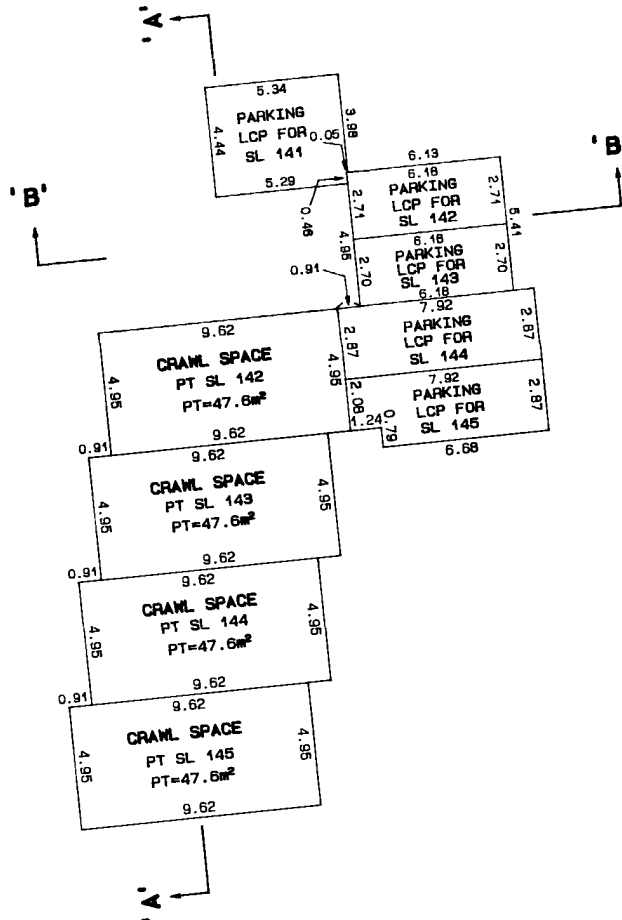 'A'
5.34
PARKING
LCP FOR
SL 141
4.44
3.98
0.05
5.29
0.46
6.13
6.18
PARKING
LCP FOR
SL 142
2.71
2.71
5.41
'B'
'B
4.95
6.18
PARKING
LCP FOR
SL 143
2.70
2.70
6.18
0.91
7.92
PARKING
LCP FOR
SL 144
2.87
2.87
9.62
CRAWL SPACE
PT SL 142
PT=47.6m²
4.95
4.95
9.62
7.92
PARKING
LCP FOR
SL 145
2.08
1.24
0.79
2.87
6.68
0.91
9.62
CRAWL SPACE
PT SL 143
PT=47.6m²
4.95
4.95
9.62
0.91
9.62
CRAWL SPACE
PT SL 144
PT=47.6m²
4.95
4.95
9.62
0.91
9.62
CRAWL SPACE
PT SL 145
PT=47.6m²
4.95
4.95
9.62
'A'